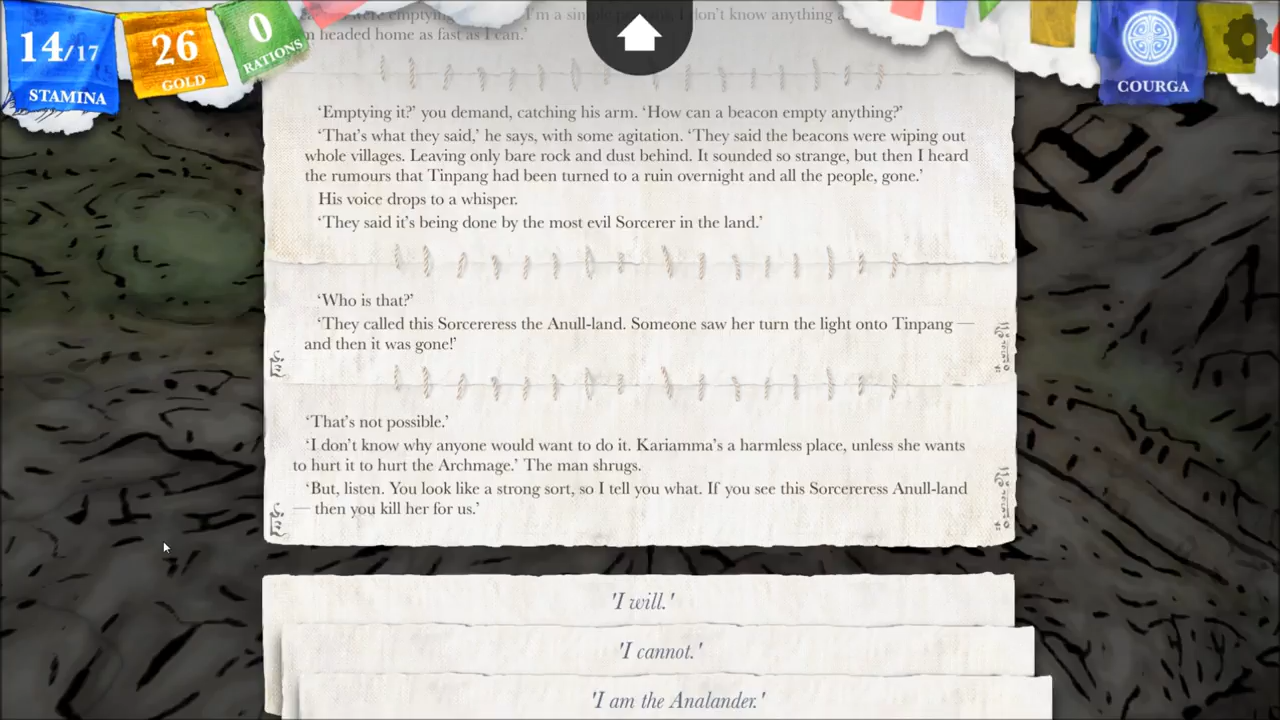 14/17
STAMINA
26
GOLD
0
RATIONS
COURGA
I'm a simple
don't know anything a
n headed home as fast as I can.’
‘Emptying it?’ you demand, catching his arm. ‘How can a beacon empty anything?’
‘That’s what they said,’ he says, with some agitation. ‘They said the beacons were wiping out
whole villages. Leaving only bare rock and dust behind. It sounded so strange, but then I heard
the rumours that Tinpang had been turned to a ruin overnight and all the people, gone.’
His voice drops to a whisper.
‘They said it’s being done by the most evil Sorcerer in the land.’
‘Who is that?’
‘They called this Sorcereress the Anull-land. Someone saw her turn the light onto Tinpang —
and then it was gone!’
‘That’s not possible.’
‘I don’t know why anyone would want to do it. Kariamma’s a harmless place, unless she wants
to hurt it to hurt the Archmage.’ The man shrugs.
‘But, listen. You look like a strong sort, so I tell you what. If you see this Sorcereress Anull-land
— then you kill her for us.’
'I will.'
'I cannot.'
'I am the Analander.'